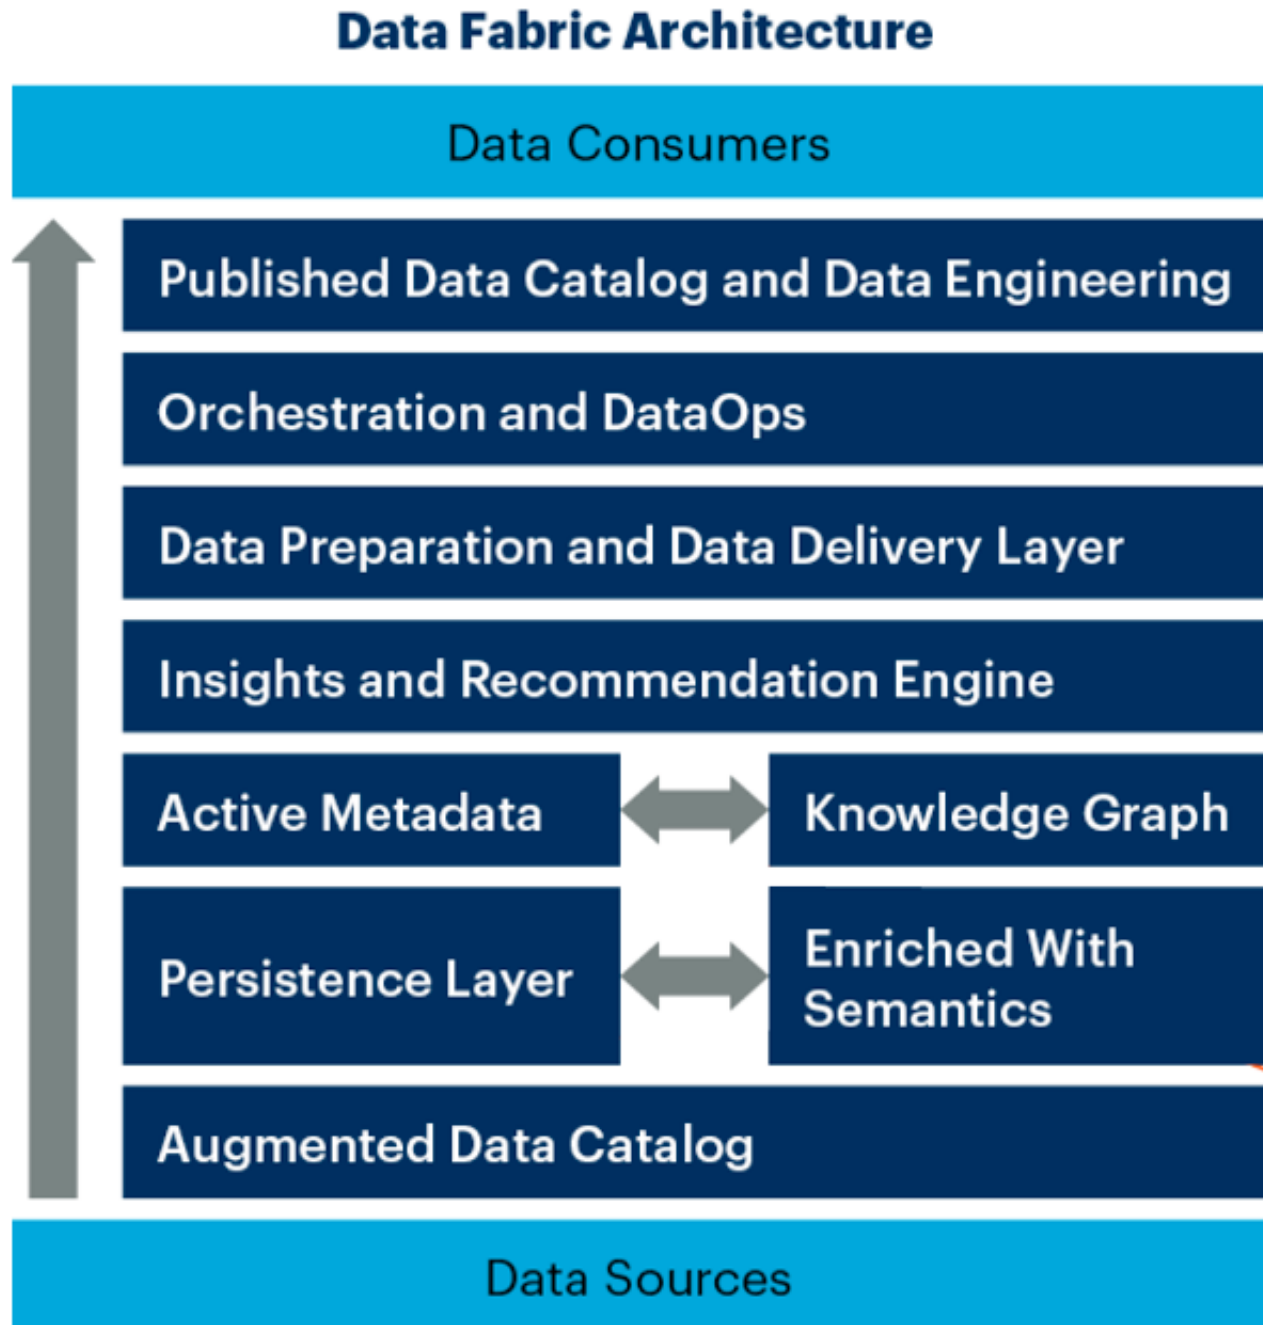 Data Fabric Architecture
Data Consumers
Published Data Catalog and Data Engineering
Orchestration and DataOps
Data Preparation and Data Delivery Layer
Insights and Recommendation Engine
Active Metadata
Knowledge Graph
Persistence Layer
Enriched With
Semantics
Augmented Data Catalog
Data Sources